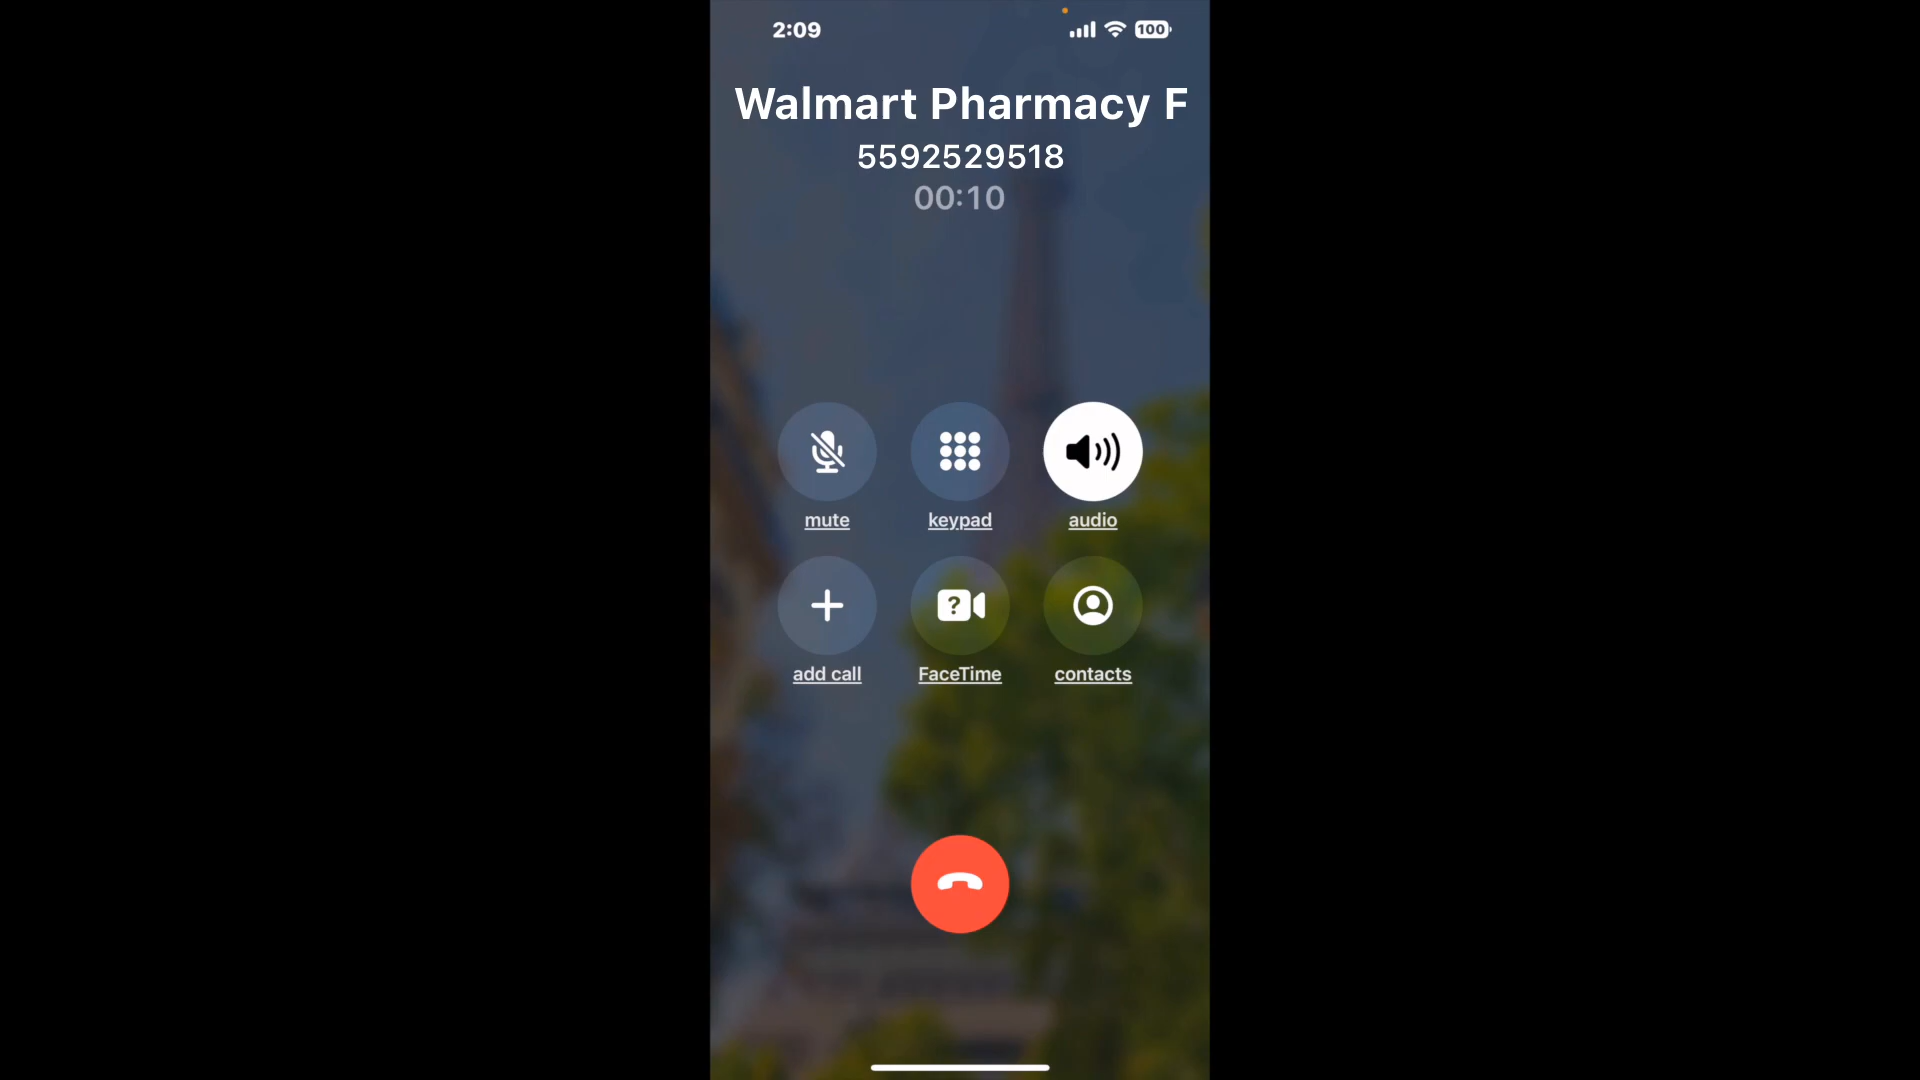 2:09
100
Walmart Pharmacy F
5592529518
00:10
mute
keypad
audio
?
add call
FaceTime
contacts